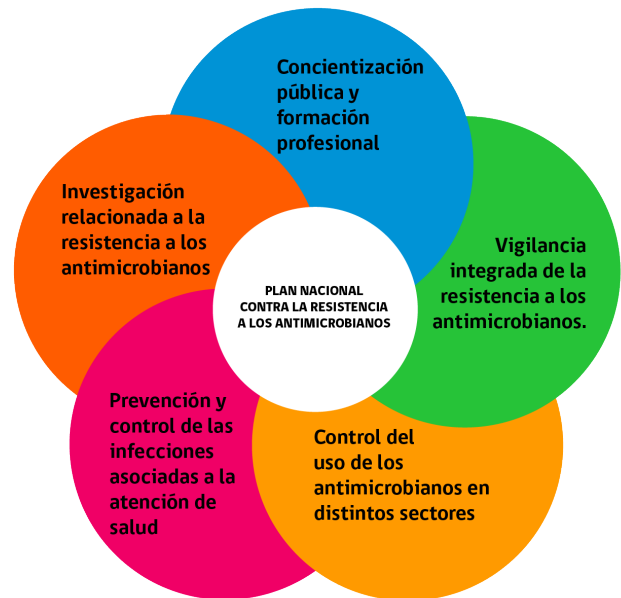 Concientización
pública y
formación
profesional
Vigilancia
integrada de la
resistencia a los
antimicrobianos.
Control del
uso de los
antimicrobianos en
distintos sectores
Prevención y
control de las
infecciones
asociadas a la
atención de
salud
Investigación
relacionada a la
resistencia a los
antimicrobianos
PLAN NACIONAL
CONTRA LA RESISTENCIA
A LOS ANTIMICROBIANOS